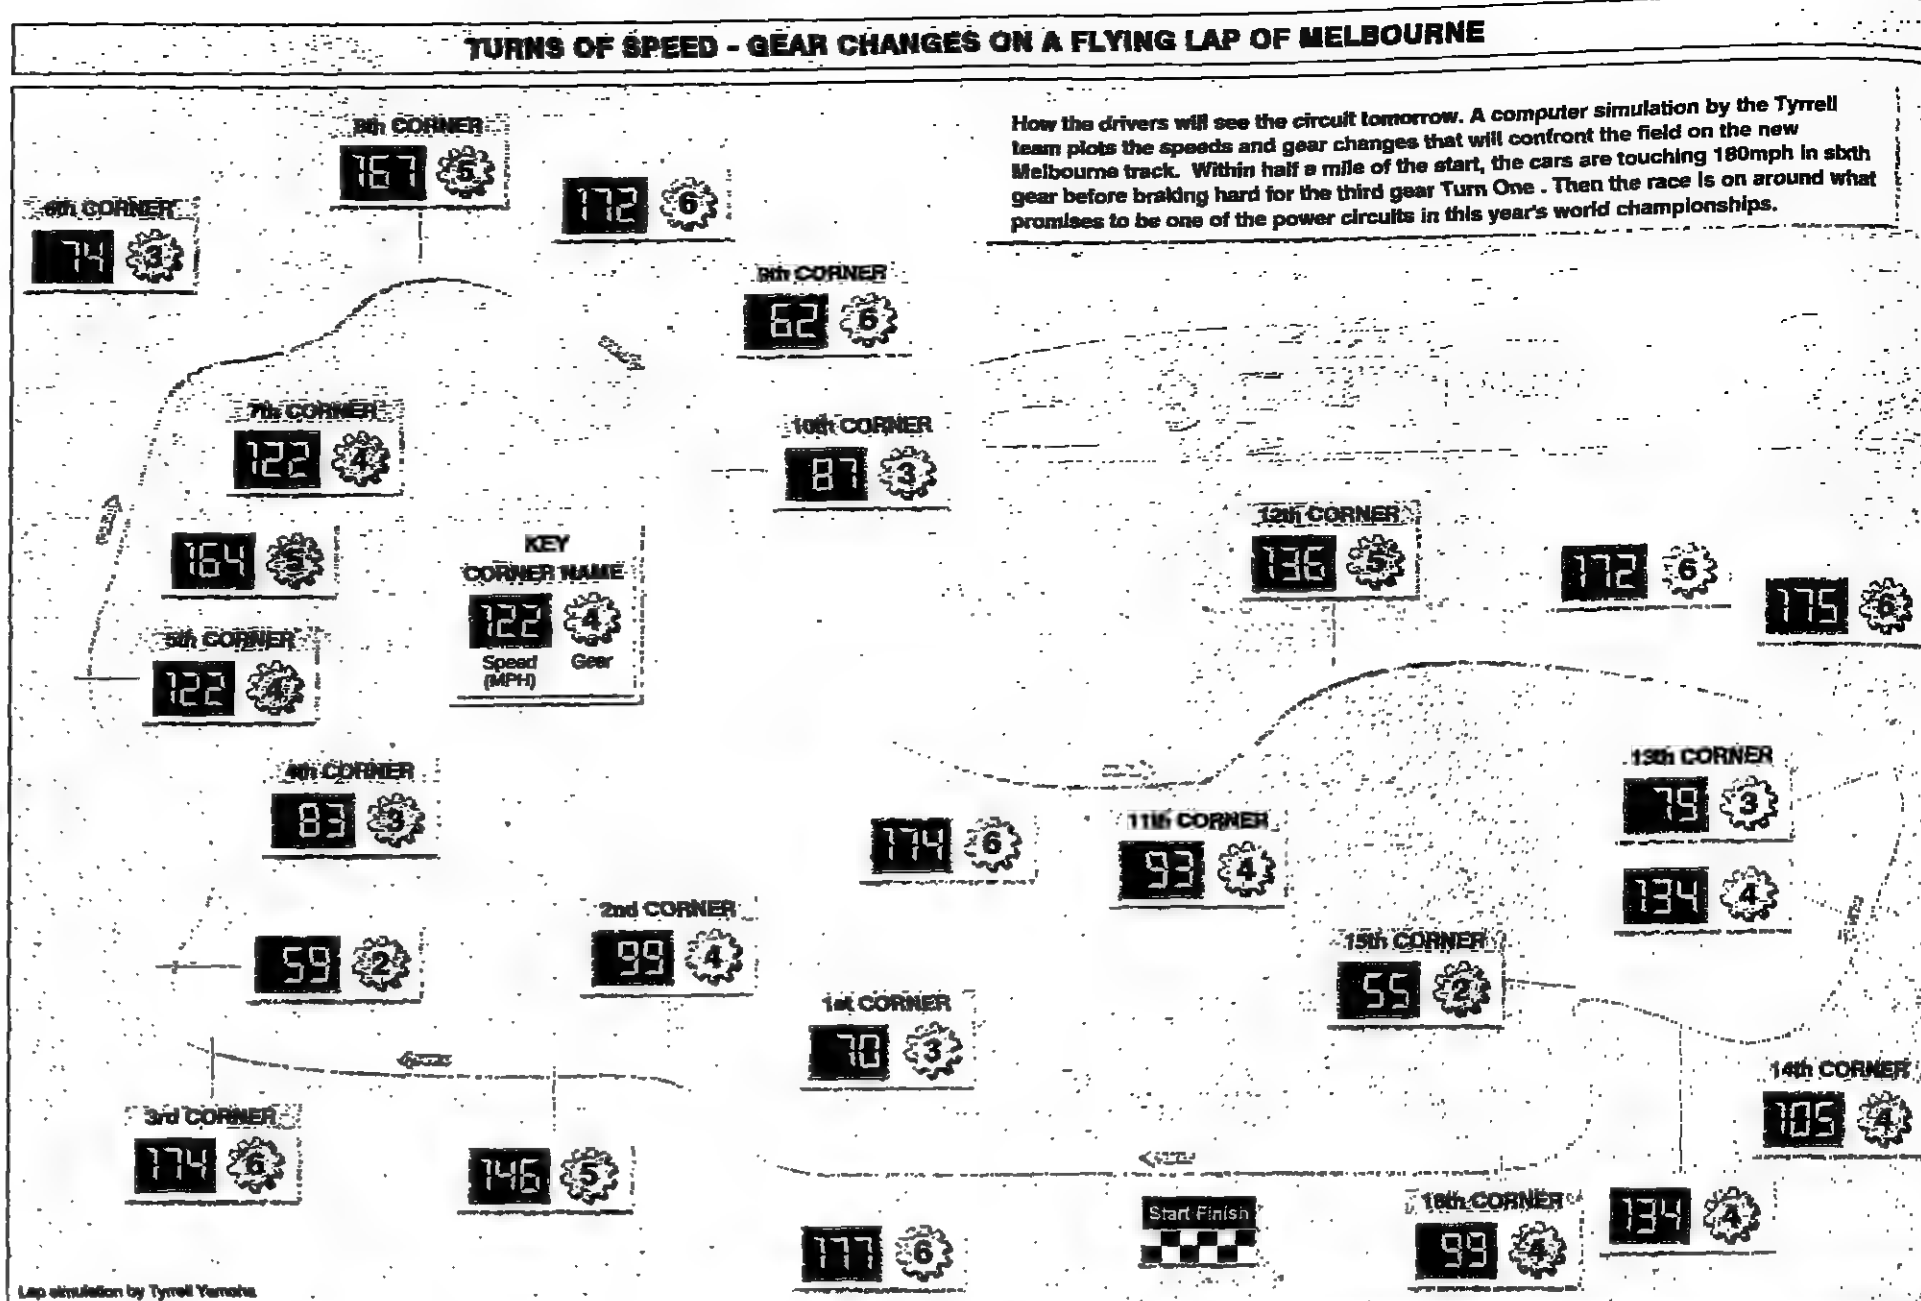 TURNS OF SPEED - GEAR CHANGES ON A FLYING LAP OF MELBOURNE
How the drivers will see the circuit tomorrow. A computer simulation by the Tyrrell
team plots the speeds and gear changes that will confront the field on the new
Melbourne track. Within half a mile of the start, the cars are touching 180mph in sixth
gear before braking hard for the third gear Turn One . Then the race is on around what
promises to be one of the power circuits in this year's world championships.
8th CORNER
167 5
172 6
6th CORNER
74 3
9th CORNER
62 6
7th CORNER
122 4
10th CORNER
87 3
164 5
KEY
CORNER NAME
122 4
Speed Gear
(MPH)
12th CORNER
136 5
172 6
175 6
5th CORNER
122 4
4th CORNER
83 3
174 6
11th CORNER
93 4
13th CORNER
79 3
134 4
59 2
2nd CORNER
99 4
15th CORNER
55 2
1st CORNER
70 3
14th CORNER
105 4
3rd CORNER
174 6
146 5
177 6
Start Finish
16th CORNER
99 4
134 4
Lap simulation by Tyrrell Yamaha